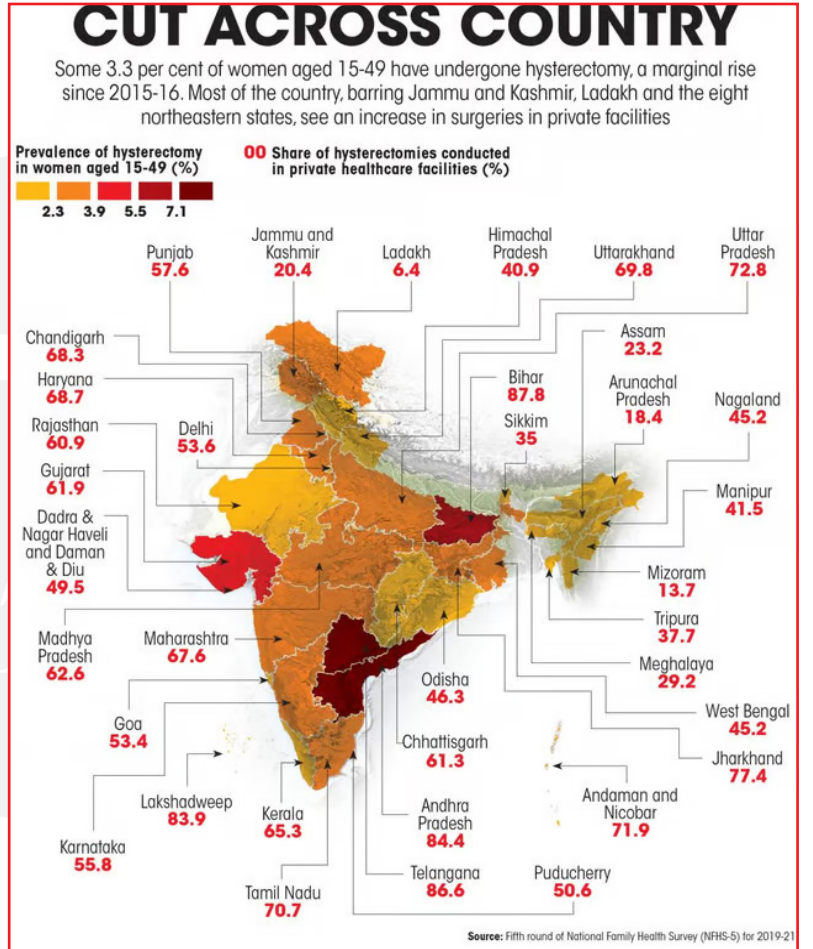 CUT ACROSS COUNTRY
Some 3.3 per cent of women aged 15-49 have undergone hysterectomy, a marginal rise
since 2015-16. Most of the country, barring Jammu and Kashmir, Ladakh and the eight
northeastern states, see an increase in surgeries in private facilities
Prevalence of hysterectomy
in women aged 15-49 (%)
2.3 3.9 5.5 7.1
00 Share of hysterectomies conducted
in private healthcare facilities (%)
Punjab
57.6
Jammu and
Kashmir
20.4
Ladakh
6.4
Himachal
Pradesh
40.9
Uttarakhand
69.8
Uttar
Pradesh
72.8
Chandigarh
68.3
Haryana
68.7
Rajasthan
60.9
Delhi
53.6
Gujarat
61.9
Dadra &
Nagar Haveli
and Daman
& Diu
49.5
Assam
23.2
Bihar
87.8
Arunachal
Pradesh
18.4
Sikkim
35
Nagaland
45.2
Manipur
41.5
Mizoram
13.7
Tripura
37.7
Meghalaya
29.2
West Bengal
45.2
Jharkhand
77.4
Madhya
Pradesh
62.6
Maharashtra
67.6
Goa
53.4
Odisha
46.3
Chhattisgarh
61.3
Lakshadweep
83.9
Kerala
65.3
Andhra
Pradesh
84.4
Andaman and
Nicobar
71.9
Karnataka
55.8
Tamil Nadu
70.7
Telangana
86.6
Puducherry
50.6
Source: Fifth round of National Family Health Survey (NFHS-5) for 2019-21